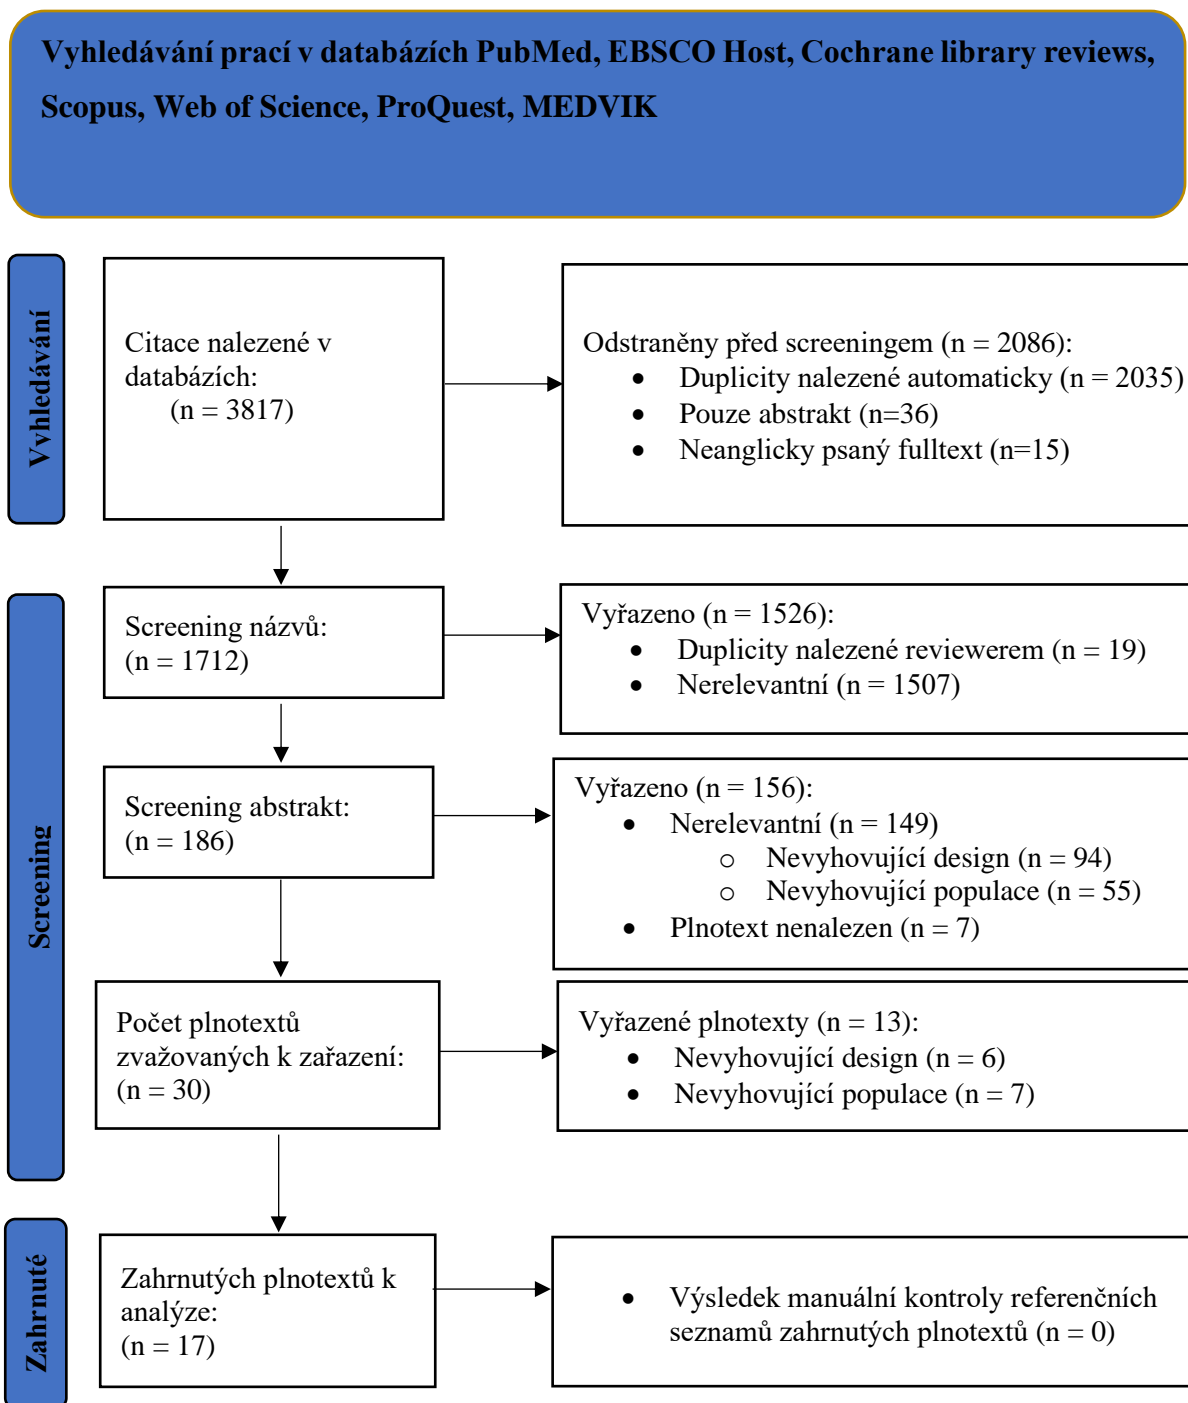 Vyhledávání prací v databázích PubMed, EBSCO Host, Cochrane library reviews,
Scopus, Web of Science, ProQuest, MEDVIK
Vyhledávání
Citace nalezené v
databázích:
(n = 3817)
Odstraněny před screeningem (n = 2086):
• Duplicity nalezené automaticky (n = 2035)
• Pouze abstrakt (n=36)
• Neanglicky psaný fulltext (n=15)
Screening
Screening názvů:
(n = 1712)
Vyřazeno (n = 1526):
• Duplicity nalezené reviewerem (n = 19)
• Nerelevantní (n = 1507)
Screening abstrakt:
(n = 186)
Vyřazeno (n = 156):
• Nerelevantní (n = 149)
o Nevyhovující design (n = 94)
o Nevyhovující populace (n = 55)
• Plnotext nenalezen (n = 7)
Počet plnotextů
zvažovaných k zařazení:
(n = 30)
Vyřazené plnotexty (n = 13):
• Nevyhovující design (n = 6)
• Nevyhovující populace (n = 7)
Zahrnuté
Zahrnutých plnotextů k
analýze:
(n = 17)
• Výsledek manuální kontroly referenčních
seznamů zahrnutých plnotextů (n = 0)